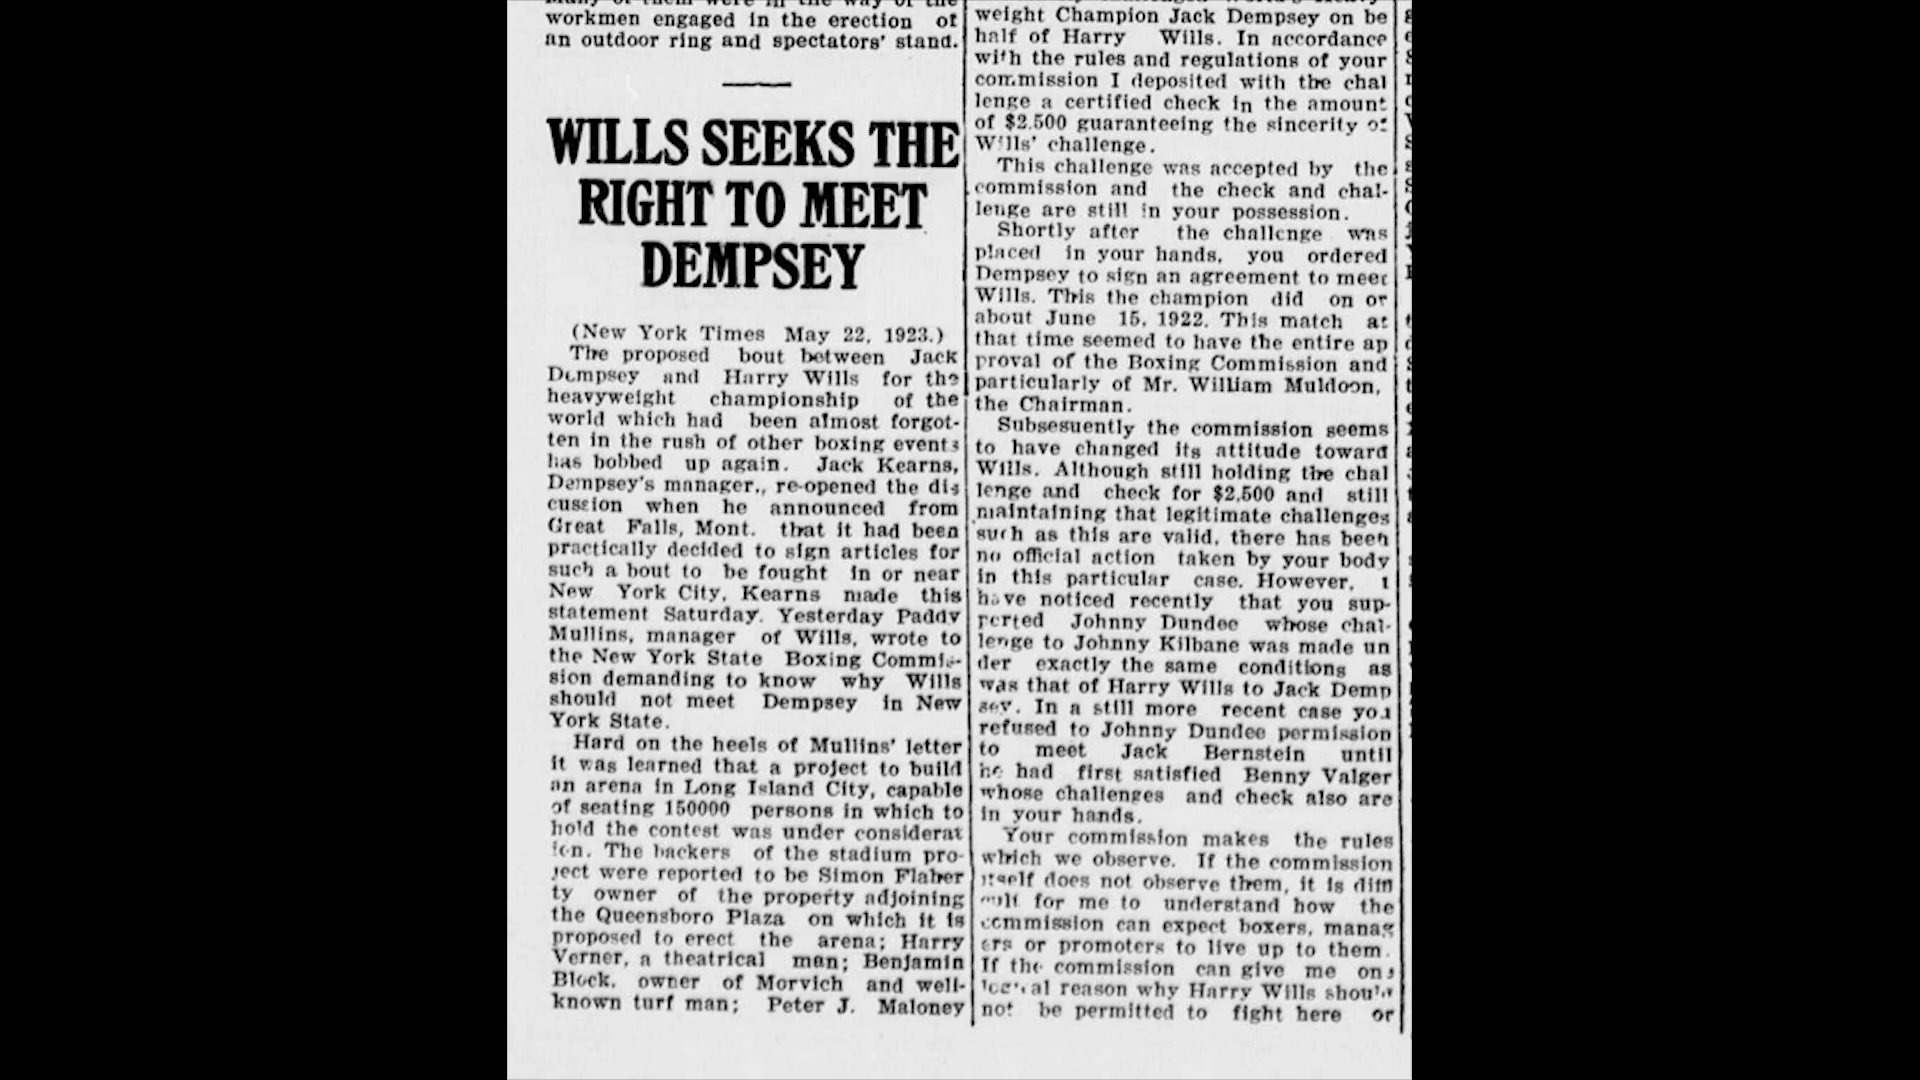 workmen engaged in the erection of
an outdoor ring and spectators' stand.
WILLS SEEKS THE
RIGHT TO MEET
DEMPSEY
(New York Times May 22, 1923.)
The proposed bout between Jack
Dempsey and Harry Wills for the
heavyweight championship of the
world which had been almost forgot-
ten in the rush of other boxing events
has bobbed up again. Jack Kearns,
Dempsey's manager,, re-opened the dis
cussion when he announced from
Great Falls, Mont. that it had been
practically decided to sign articles for
such a bout to be fought in or near
New York City, Kearns made this
statement Saturday. Yesterday Paddy
Mullins, manager of Wills, wrote to
the New York State Boxing Commis-
sion demanding to know why Wills
should not meet Dempsey in New
York State.
Hard on the heels of Mullins' letter
it was learned that a project to build
an arena in Long Island City, capable
of seating 150000 persons in which to
hold the contest was under considerat
ion. The backers of the stadium pro-
ject were reported to be Simon Flaher
ty owner of the property adjoining
the Queensboro Plaza on which it is
proposed to erect the arena; Harry
Verner, a theatrical man; Benjamin
Block, owner of Morvich and well-
known turf man; Peter J. Maloney
weight Champion Jack Dempsey on be
half of Harry Wills. In accordance
with the rules and regulations of your
commission I deposited with the chal
lenge a certified check in the amount
of $2.500 guaranteeing the sincerity of
Wills' challenge.
This challenge was accepted by the
commission and the check and chal-
lenge are still in your possession.
Shortly after the challenge was
placed in your hands, you ordered
Dempsey to sign an agreement to meet
Wills. This the champion did on or
about June 15, 1922. This match at
that time seemed to have the entire ap
proval of the Boxing Commission and
particularly of Mr. William Muldoon,
the Chairman.
Subsesuently the commission seems
to have changed its attitude toward
Wills. Although still holding the chal
lenge and check for $2,500 and still
maintaining that legitimate challenges
such as this are valid, there has been
no official action taken by your body
in this particular case. However, I
have noticed recently that you sup-
ported Johnny Dundee whose chal-
lenge to Johnny Kilbane was made un
der exactly the same conditions as
was that of Harry Wills to Jack Demp
sey. In a still more recent case you
refused to Johnny Dundee permission
to meet Jack Bernstein until
he had first satisfied Benny Valger
whose challenges and check also are
in your hands.
Your commission makes the rules
which we observe. If the commission
itself does not observe them, it is diffi
cult for me to understand how the
commission can expect boxers, manag
ers or promoters to live up to them.
If the commission can give me one
logical reason why Harry Wills should
not be permitted to fight here or